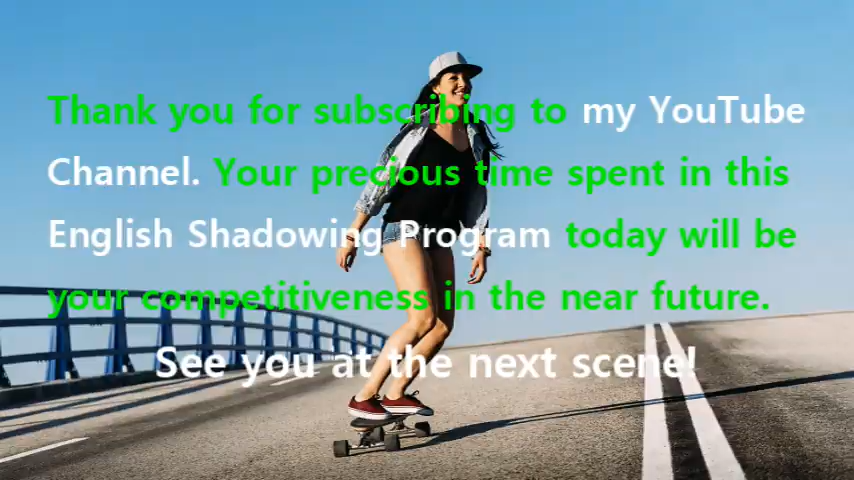 Thank you for subscribing to my YouTube
Channel. Your precious time spent in this
English Shadowing Program today will be
your competitiveness in the near future.
See you at the next scene!